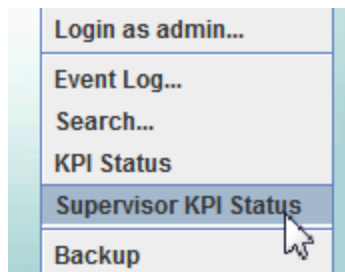 Login as admin...
Event Log...
Search...
KPI Status
Supervisor KPI Status
Backup